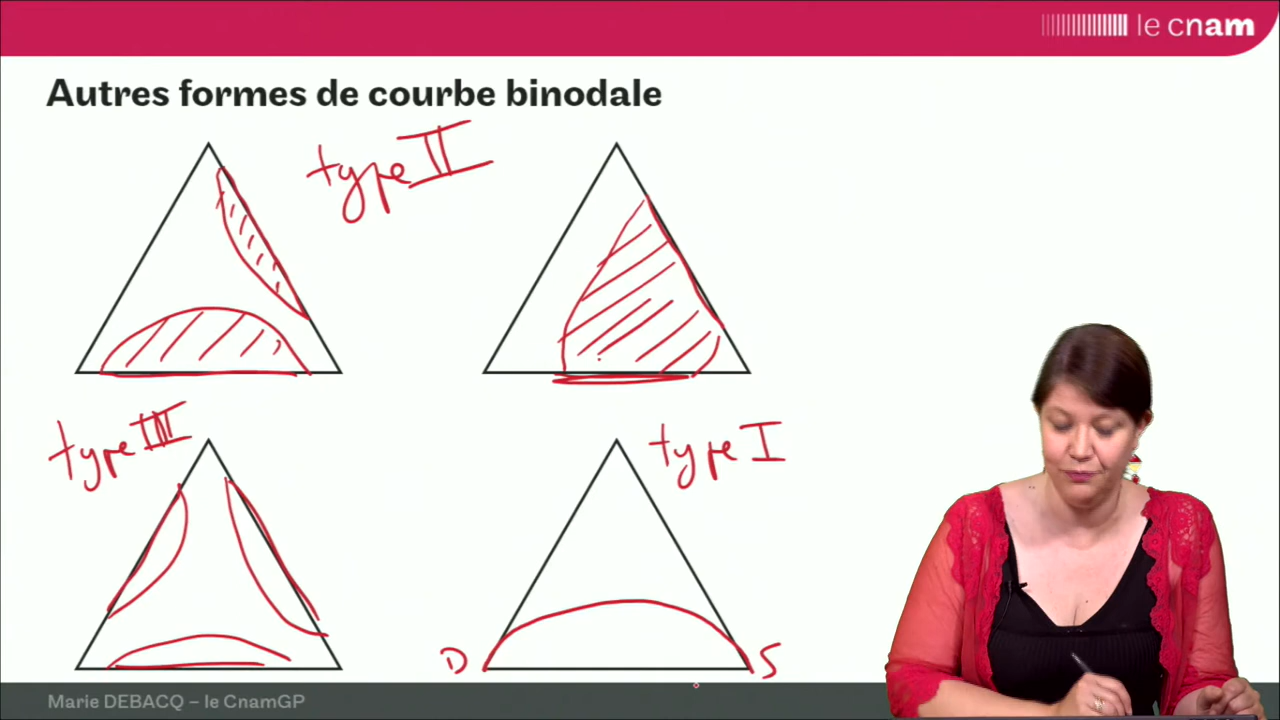 le cnam
Autres formes de courbe binodale
type II
type III
type I
D
S
Marie DEBACQ – le CnamGP